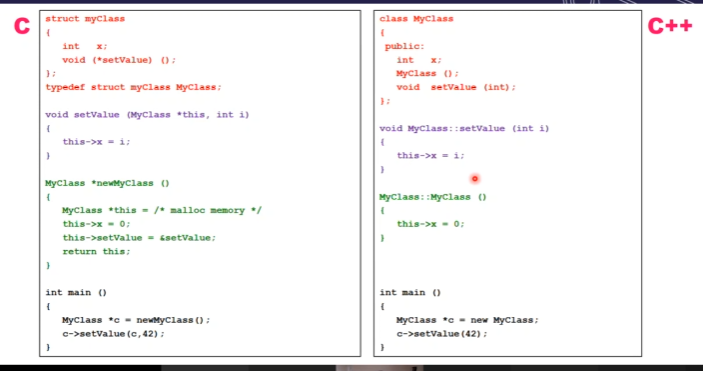 C
struct myClass
{
int x;
void (*setValue) ();
};
typedef struct myClass MyClass;
void setValue (MyClass *this, int i)
{
this->x = i;
}
MyClass *newMyClass ()
{
MyClass *this = /* malloc memory */
this->x = 0;
this->setValue = &setValue;
return this;
}
int main ()
{
MyClass *c = newMyClass();
c->setValue(c,42);
}
C++
class MyClass
{
public:
int x;
MyClass ();
void setValue (int);
};
void MyClass::setValue (int i)
{
this->x = i;
}
MyClass::MyClass ()
{
this->x = 0;
}
int main ()
{
MyClass *c = new MyClass;
c->setValue(42);
}